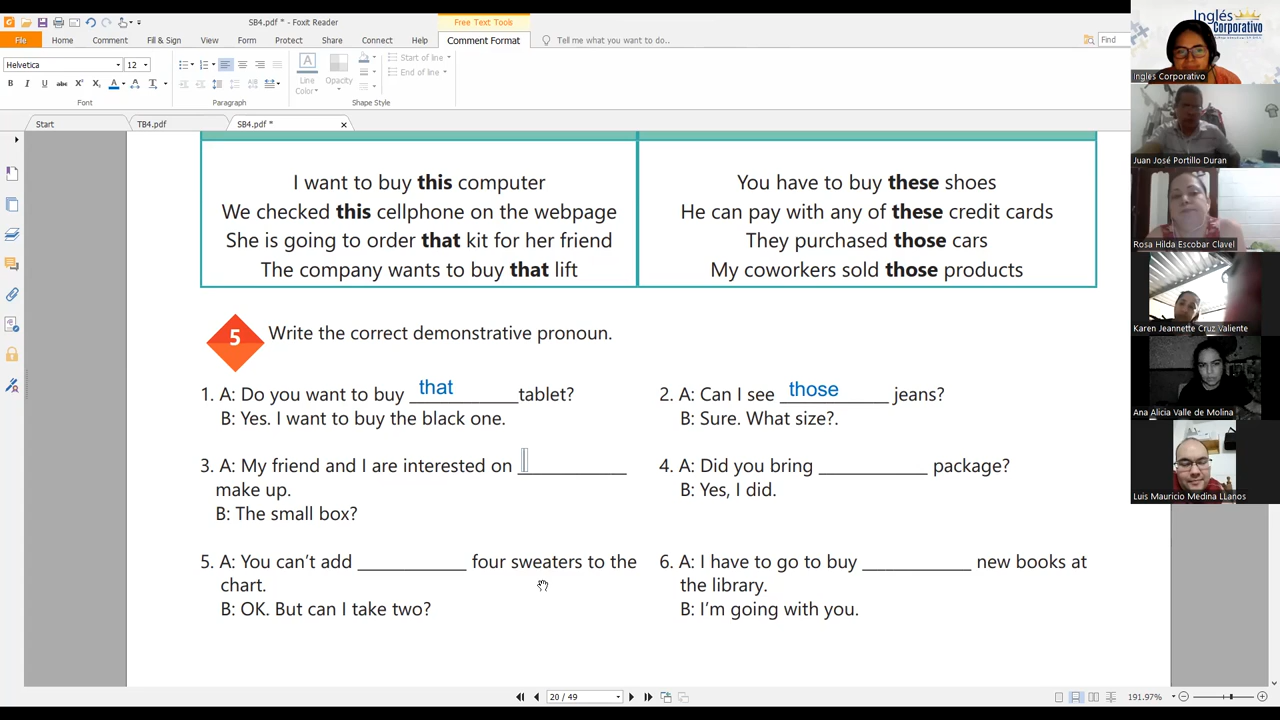 SB4.pdf * - Foxit Reader
Free Text Tools
File Home Comment Fill & Sign View Form Protect Share Connect Help Comment Format Tell me what you want to do.. Find
Helvetica 12
Line Color Opacity Start of line
End of line
Font Paragraph Shape Style
Start TB4.pdf SB4.pdf *
I want to buy this computer
We checked this cellphone on the webpage
She is going to order that kit for her friend
The company wants to buy that lift
You have to buy these shoes
He can pay with any of these credit cards
They purchased those cars
My coworkers sold those products
5 Write the correct demonstrative pronoun.
1. A: Do you want to buy that tablet?
B: Yes. I want to buy the black one.
2. A: Can I see those jeans?
B: Sure. What size?.
3. A: My friend and I are interested on ____________
make up.
B: The small box?
4. A: Did you bring ____________ package?
B: Yes, I did.
5. A: You can't add ____________ four sweaters to the
chart.
B: OK. But can I take two?
6. A: I have to go to buy ____________ new books at
the library.
B: I'm going with you.
20 / 49
191.97%
Inglés
Corporativo
Ingles Corporativo
Juan José Portillo Duran
Rosa Hilda Escobar Clavel
Karen Jeannette Cruz Valiente
Ana Alicia Valle de Molina
Luis Mauricio Medina LLanos